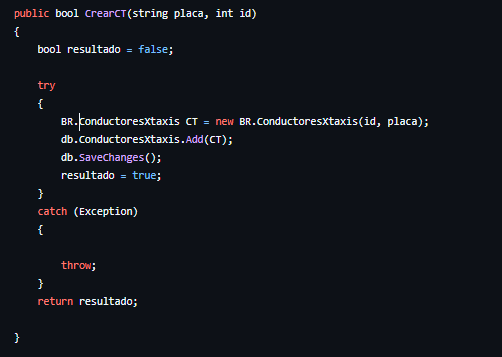 public bool CrearCT(string placa, int id)
{
bool resultado = false;
try
{
BR.ConductoresXtaxis CT = new BR.ConductoresXtaxis(id, placa);
db.ConductoresXtaxis.Add(CT);
db.SaveChanges();
resultado = true;
}
catch (Exception)
{
throw;
}
return resultado;
}